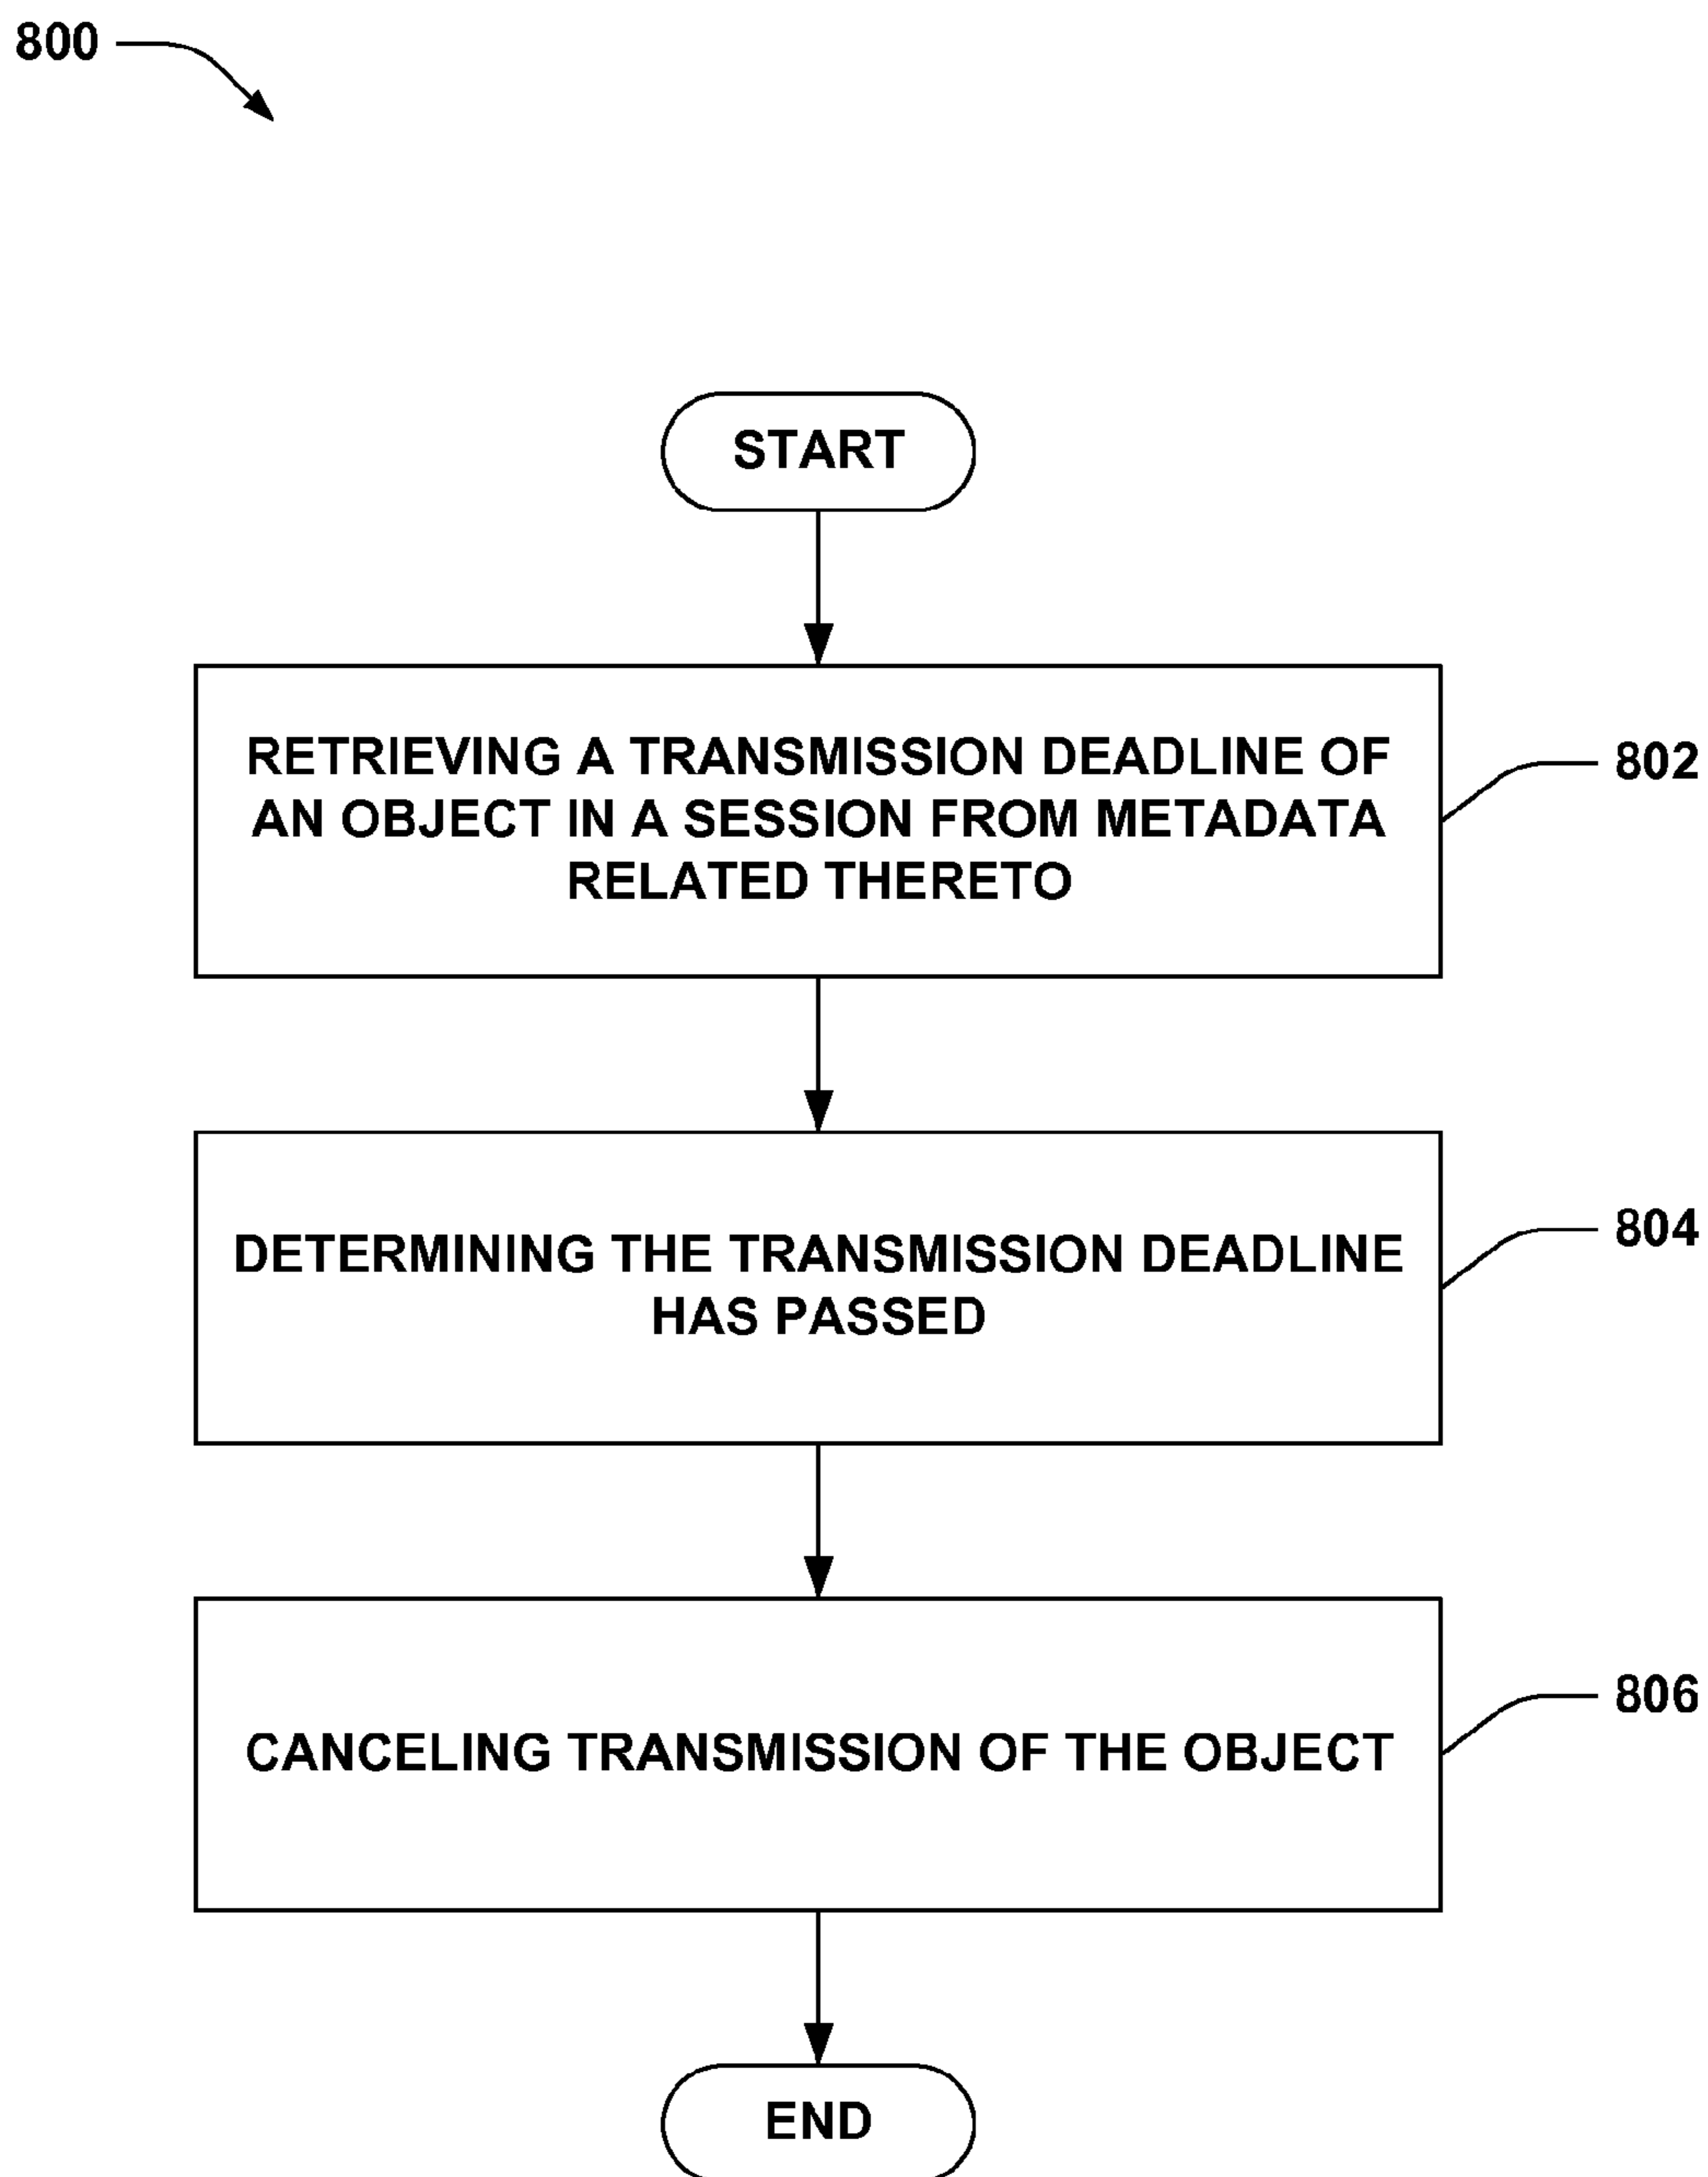 800
START
RETRIEVING A TRANSMISSION DEADLINE OF
AN OBJECT IN A SESSION FROM METADATA
RELATED THERETO
802
DETERMINING THE TRANSMISSION DEADLINE
HAS PASSED
804
CANCELING TRANSMISSION OF THE OBJECT
806
END